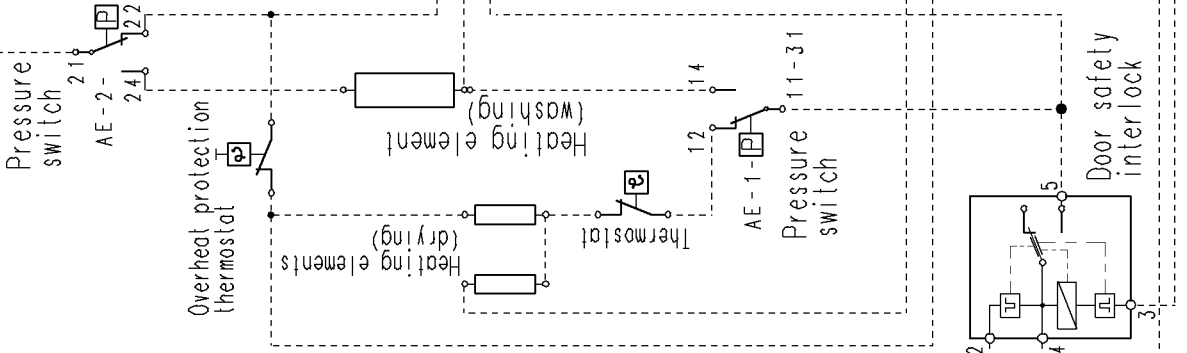 Pressure
switch
21
AE-2-
P
22
24
Overheat protection
thermostat
Heating element
(washing)
14
11-31
12
AE-1-
P
Pressure
switch
Thermostat
Heating elements
(drying)
Door safety
interlock
5
2
4
3